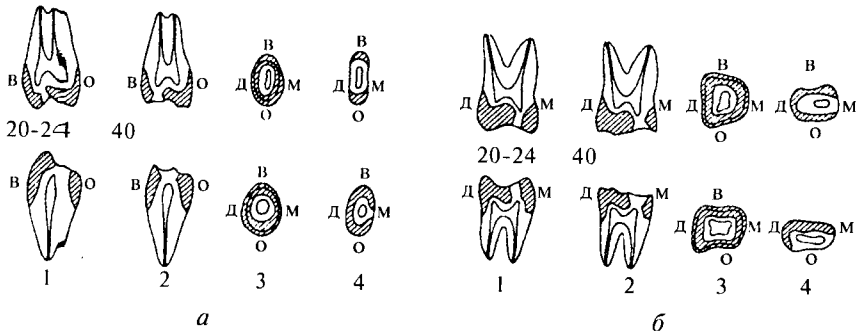 В В В В
В О Д М Д М Д М Д М Д М
О О О О
20-24 40 20-24 40
В В В В
В О В О Д М Д М Д М Д М
О О О О
1 2 3 4 1 2 3 4
а б